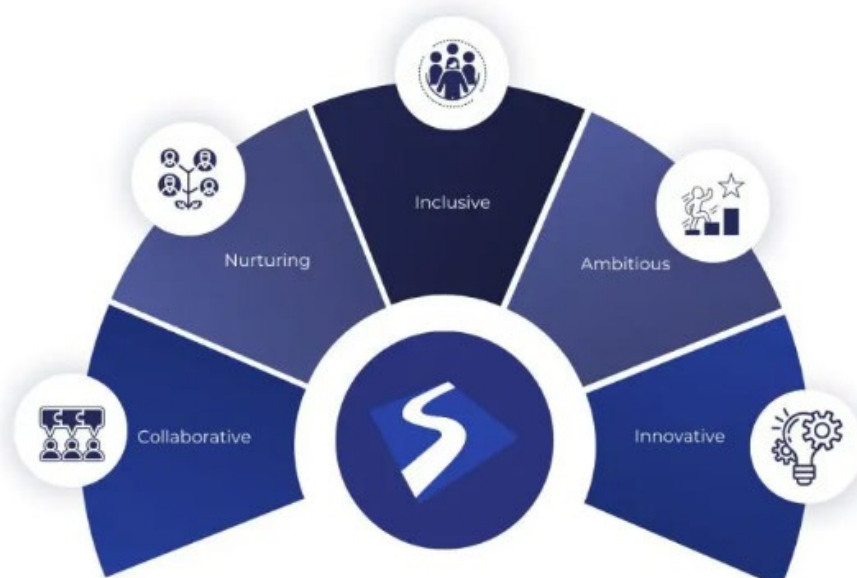 Inclusive
Nurturing
Ambitious
Collaborative
Innovative